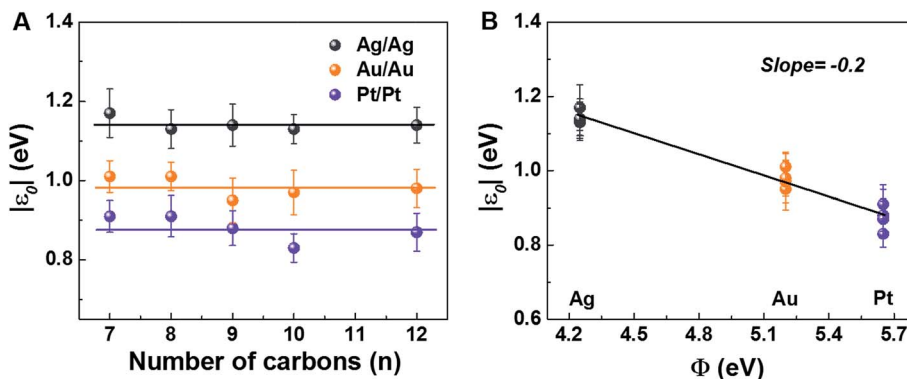 A
1.4
1.2
1.0
0.8
|ε0| (eV)
Ag/Ag
Au/Au
Pt/Pt
7 8 9 10 11 12
Number of carbons (n)
B
1.4
1.2
1.0
0.8
0.6
|ε0| (eV)
Slope= -0.2
Ag Au Pt
4.2 4.5 4.8 5.1 5.4 5.7
Φ (eV)